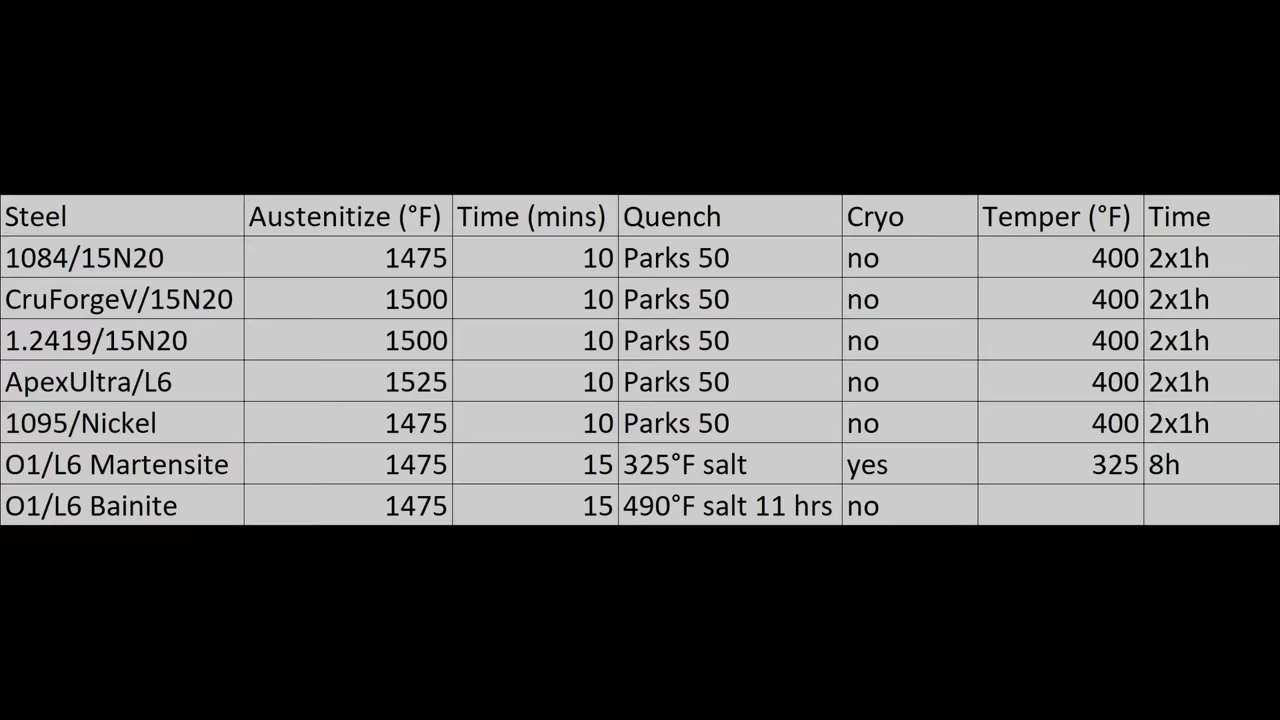 Steel Austenitize (°F) Time (mins) Quench Cryo Temper (°F) Time
1084/15N20 1475 10 Parks 50 no 400 2x1h
CruForgeV/15N20 1500 10 Parks 50 no 400 2x1h
1.2419/15N20 1500 10 Parks 50 no 400 2x1h
ApexUltra/L6 1525 10 Parks 50 no 400 2x1h
1095/Nickel 1475 10 Parks 50 no 400 2x1h
O1/L6 Martensite 1475 15 325°F salt yes 325 8h
O1/L6 Bainite 1475 15 490°F salt 11 hrs no